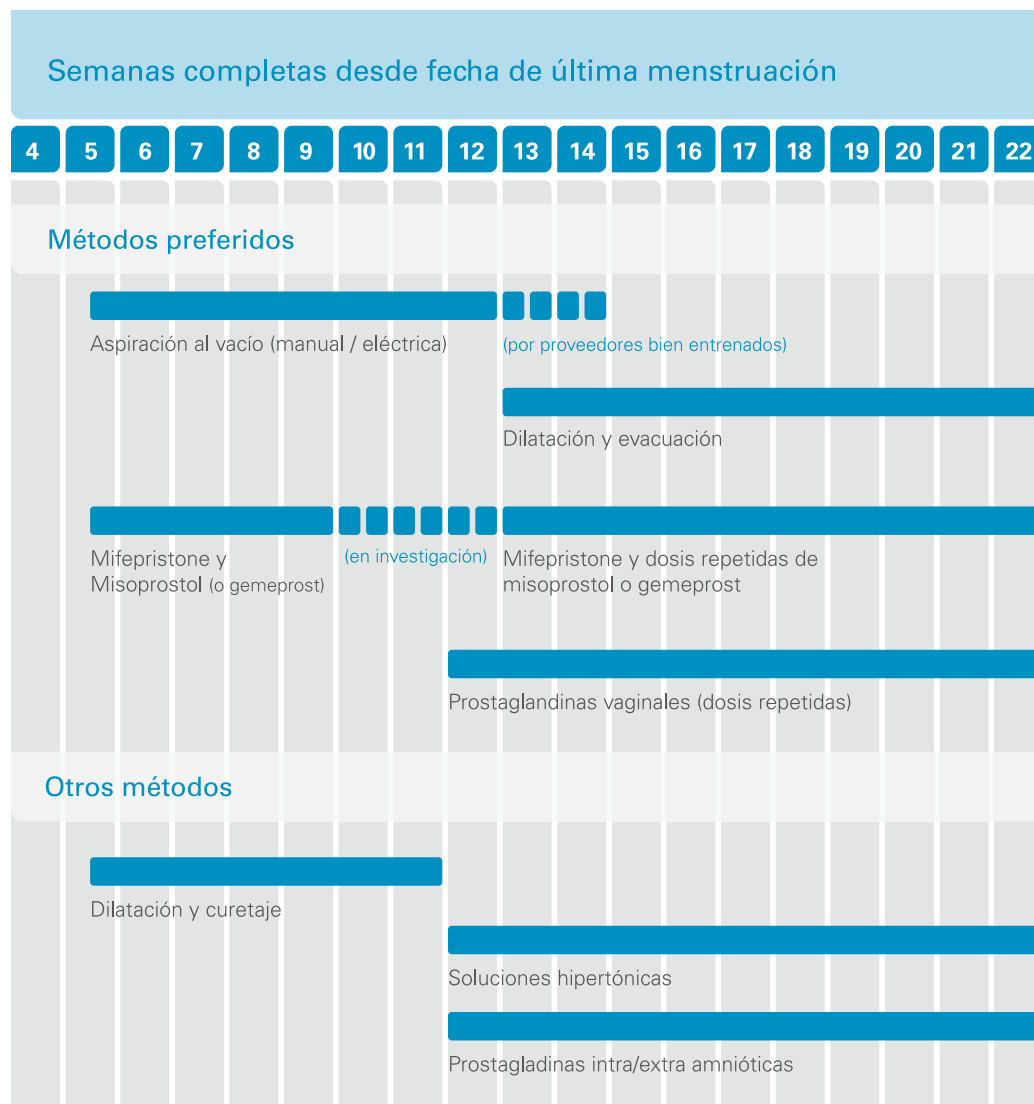 Semanas completas desde fecha de última menstruación
4 5 6 7 8 9 10 11 12 13 14 15 16 17 18 19 20 21 22
Métodos preferidos
Aspiración al vacío (manual / eléctrica) (por proveedores bien entrenados)
Dilatación y evacuación
Mifepristone y
Misoprostol (o gemeprost)
(en investigación)
Mifepristone y dosis repetidas de
misoprostol o gemeprost
Prostaglandinas vaginales (dosis repetidas)
Otros métodos
Dilatación y curetaje
Soluciones hipertónicas
Prostagladinas intra/extra amnióticas